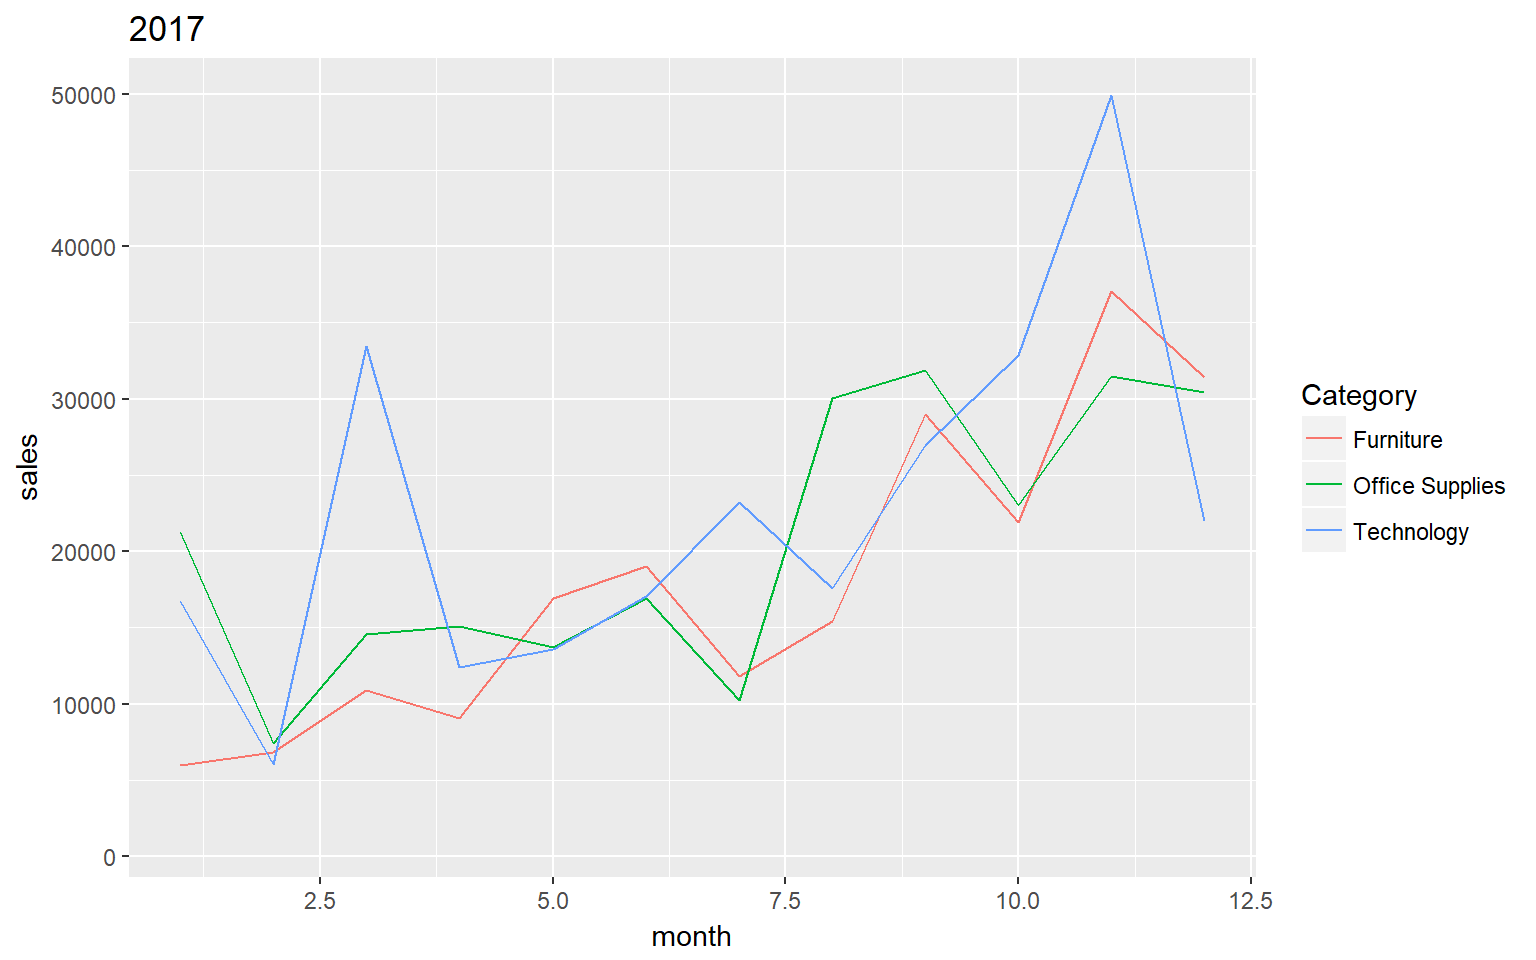 2017
50000
40000
30000
20000
10000
0
sales
2.5 5.0 7.5 10.0 12.5
month
Category
Furniture
Office Supplies
Technology